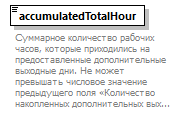 accumulatedTotalHour
Суммарное количество рабочих
часов, которые приходились на
предоставленные дополнительные
выходные дни. Не может
превышать числовое значение
предыдущего поля «Количество
накопленных дополнительных вых...